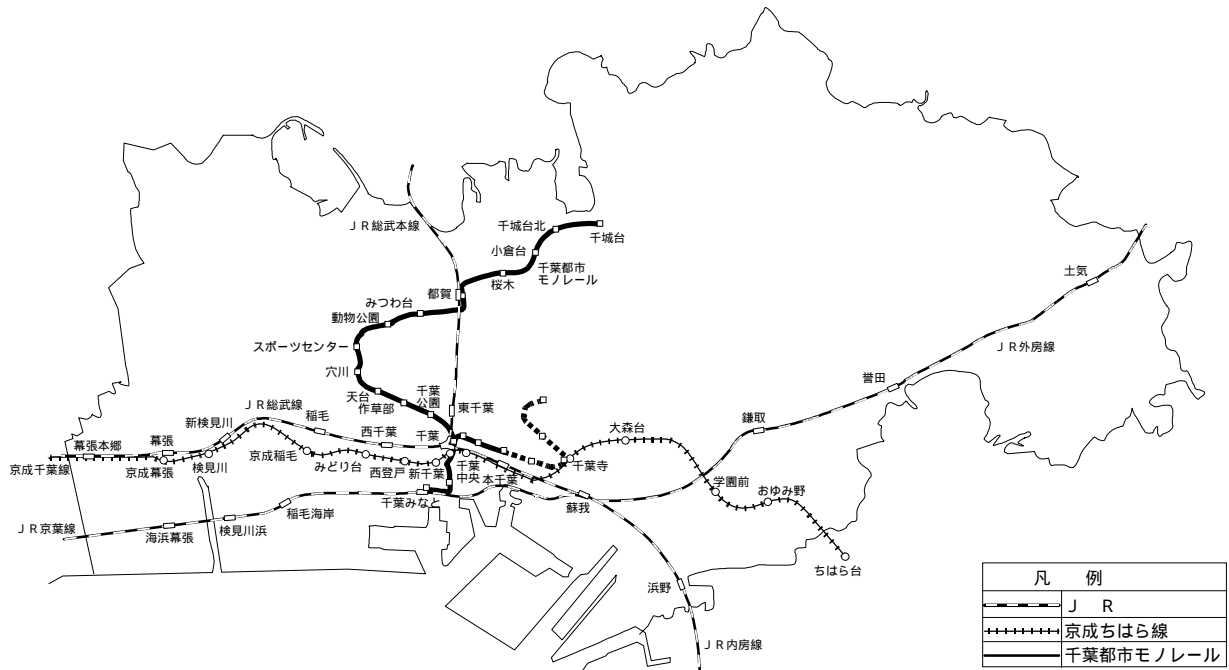 ＪＲ総武本線
千城台北
千城台
小倉台
千葉都市
モノレール
桜木
都賀
みつわ台
動物公園
スポーツセンター
穴川
天台
作草部
千葉
公園
東千葉
土気
ＪＲ外房線
誉田
鎌取
ＪＲ総武線
稲毛
新検見川
西千葉
千葉
大森台
幕張本郷
幕張
京成千葉線
京成幕張
検見川
京成稲毛
みどり台
西登戸
新千葉
千葉
中央
本千葉
千葉寺
学園前
おゆみ野
千葉みなと
蘇我
稲毛海岸
検見川浜
海浜幕張
ＪＲ京葉線
ちはら台
浜野
ＪＲ内房線
凡　例
Ｊ　Ｒ
京成ちはら線
千葉都市モノレール